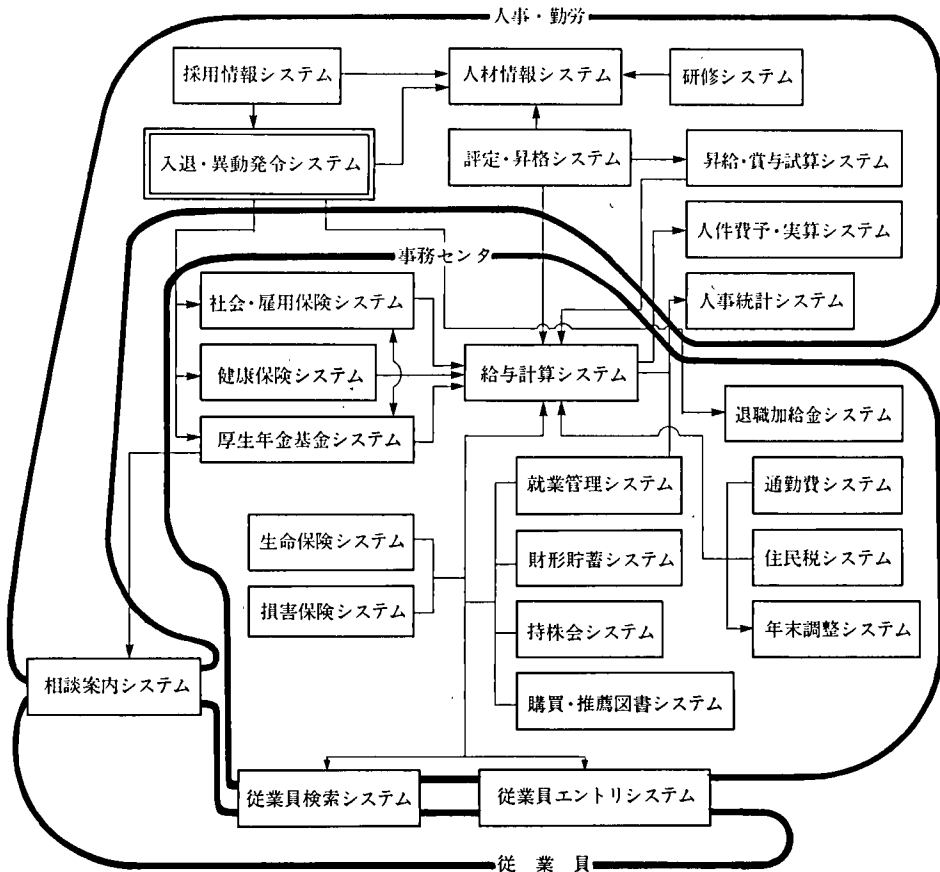 人事・勤労
採用情報システム
人材情報システム
研修システム
入退・異動発令システム
評定・昇格システム
昇給・賞与試算システム
人件費予・実算システム
事務センタ
社会・雇用保険システム
人事統計システム
健康保険システム
給与計算システム
退職加給金システム
厚生年金基金システム
就業管理システム
通勤費システム
生命保険システム
財形貯蓄システム
住民税システム
損害保険システム
持株会システム
年末調整システム
相談案内システム
購買・推薦図書システム
従業員検索システム
従業員エントリシステム
従業員